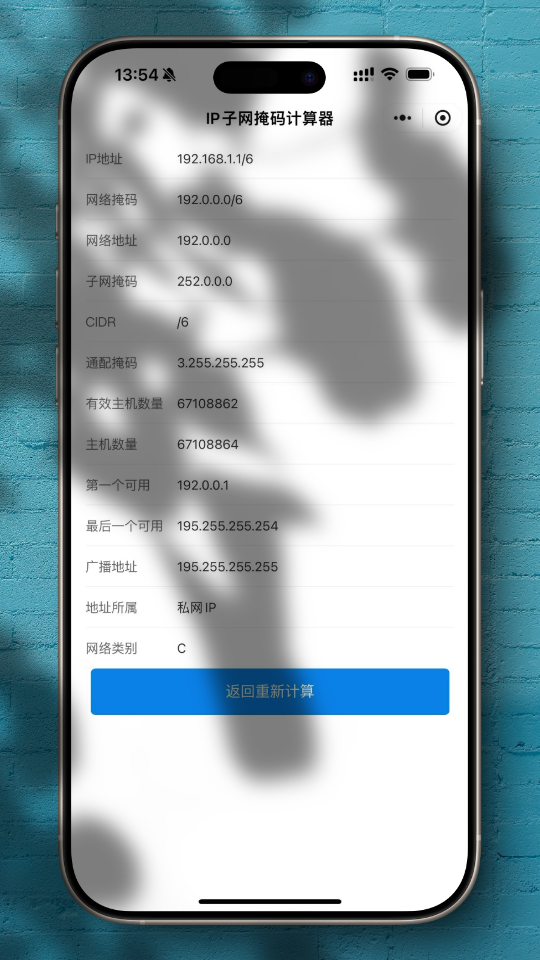 13:54
IP子网掩码计算器
IP地址 192.168.1.1/6
网络掩码 192.0.0.0/6
网络地址 192.0.0.0
子网掩码 252.0.0.0
CIDR /6
通配掩码 3.255.255.255
有效主机数量 67108862
主机数量 67108864
第一个可用 192.0.0.1
最后一个可用 195.255.255.254
广播地址 195.255.255.255
地址所属 私网IP
网络类别 C
返回重新计算